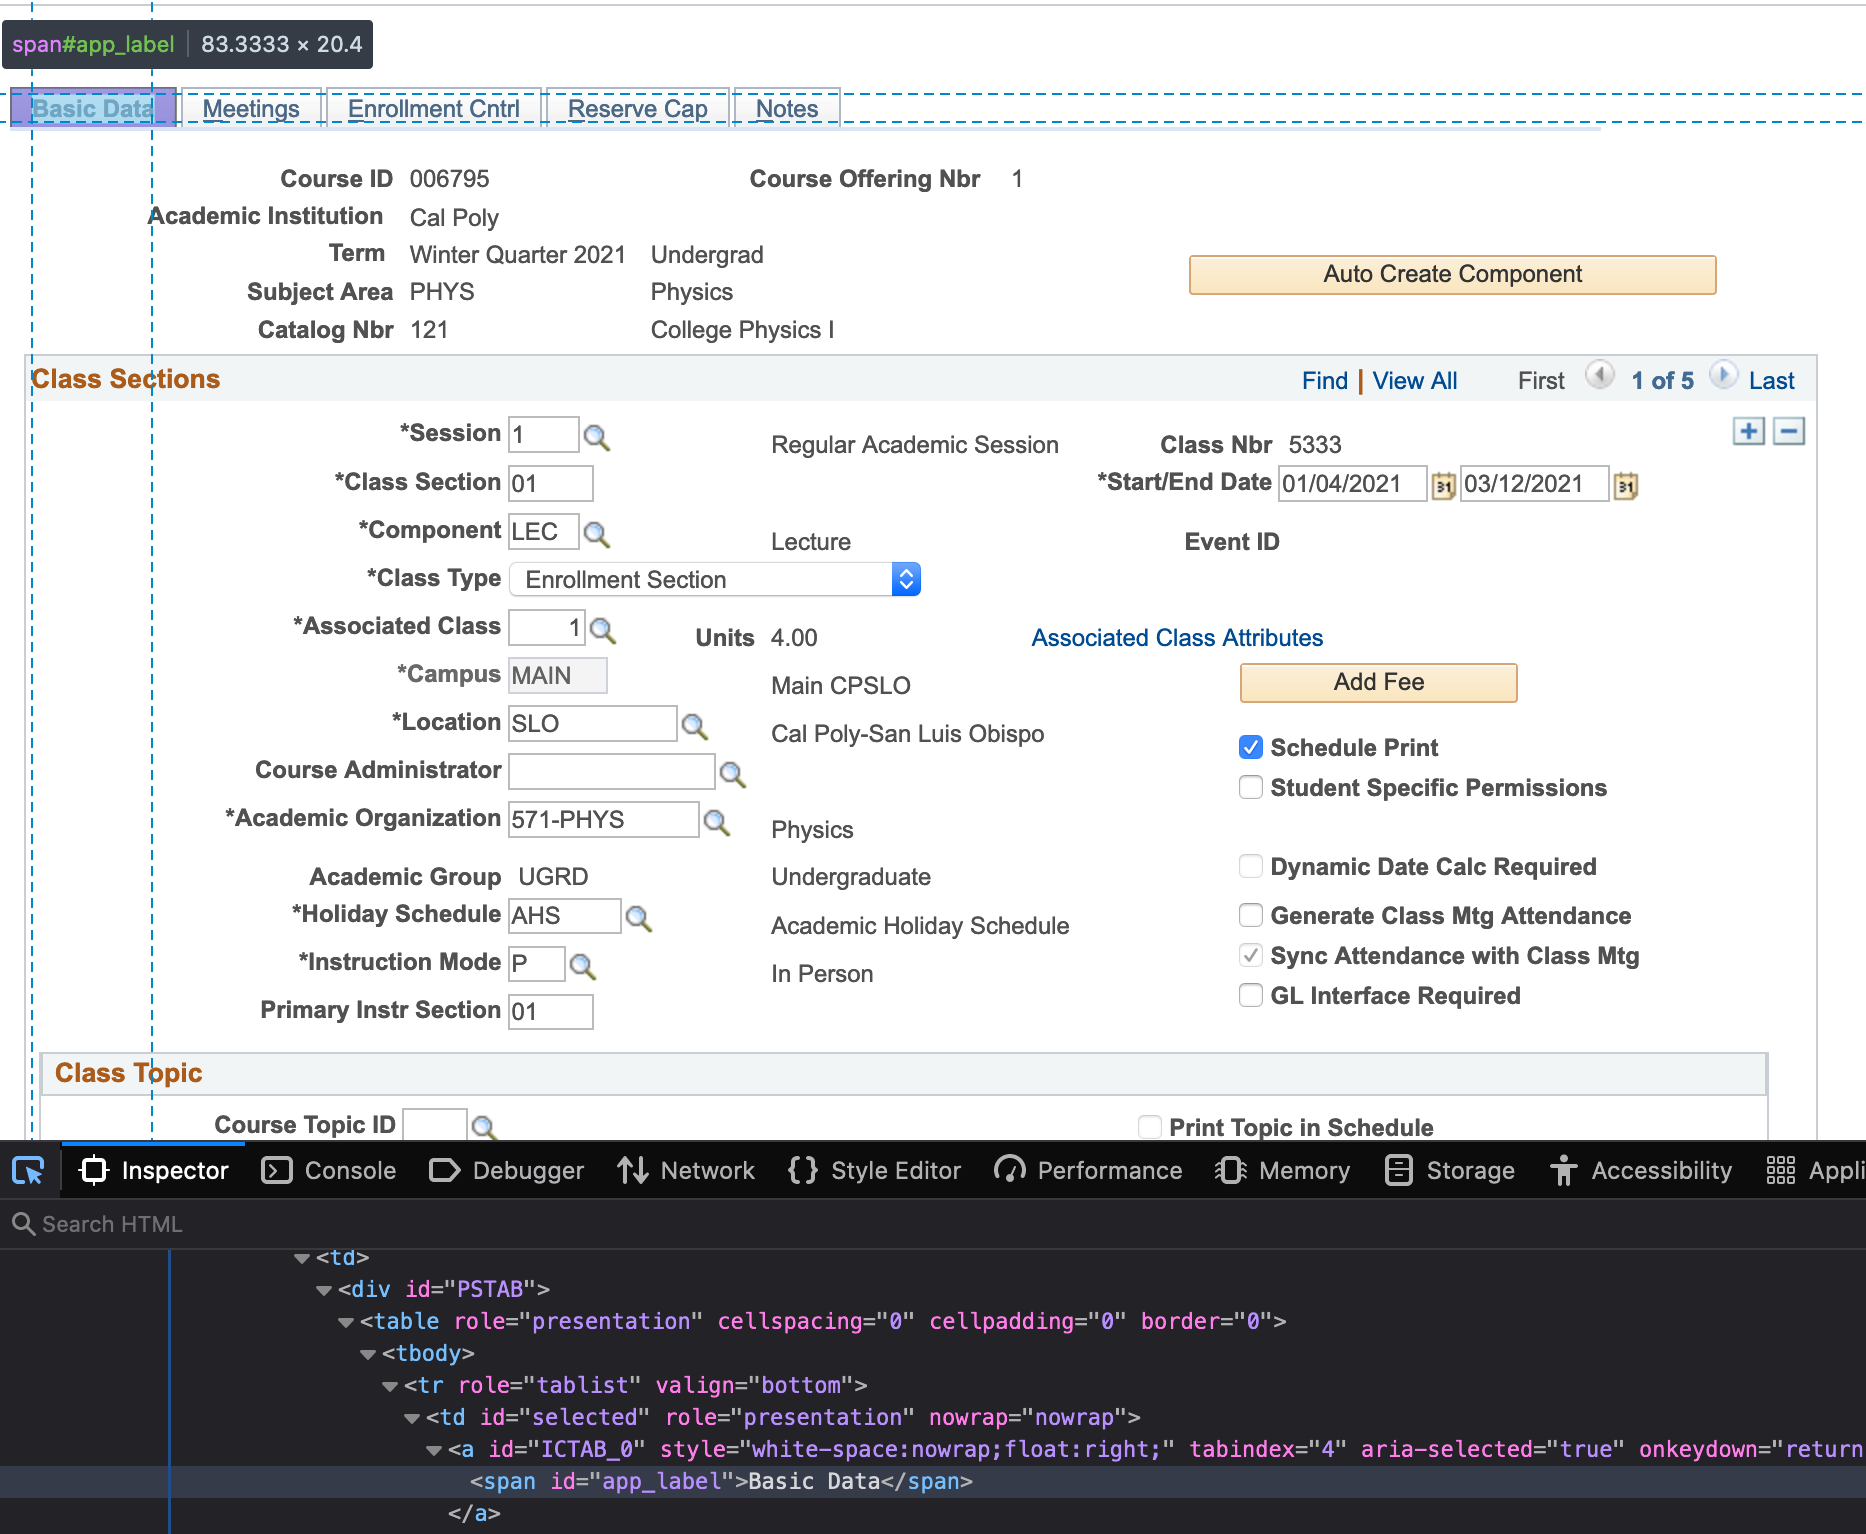 span#app_label | 83.3333 × 20.4
Basic Data Meetings Enrollment Cntrl Reserve Cap Notes
Course ID 006795 Course Offering Nbr 1
Academic Institution Cal Poly
Term Winter Quarter 2021 Undergrad
Auto Create Component
Subject Area PHYS Physics
Catalog Nbr 121 College Physics I
Class Sections Find | View All First 1 of 5 Last
*Session 1 Regular Academic Session Class Nbr 5333
*Class Section 01 *Start/End Date 01/04/2021 31 03/12/2021 31
*Component LEC Lecture Event ID
*Class Type Enrollment Section
*Associated Class 1 Units 4.00 Associated Class Attributes
*Campus MAIN Main CPSLO Add Fee
*Location SLO Cal Poly-San Luis Obispo
Schedule Print
Course Administrator
Student Specific Permissions
*Academic Organization 571-PHYS Physics
Academic Group UGRD Undergraduate Dynamic Date Calc Required
*Holiday Schedule AHS Academic Holiday Schedule Generate Class Mtg Attendance
*Instruction Mode P In Person Sync Attendance with Class Mtg
Primary Instr Section 01 GL Interface Required
Class Topic
Course Topic ID Print Topic in Schedule
Inspector Console Debugger Network {} Style Editor Performance Memory Storage Accessibility Appli
Search HTML
<td>
<div id="PSTAB">
<table role="presentation" cellspacing="0" cellpadding="0" border="0">
<tbody>
<tr role="tablist" valign="bottom">
<td id="selected" role="presentation" nowrap="nowrap">
<a id="ICTAB_0" style="white-space:nowrap;float:right;" tabindex="4" aria-selected="true" onkeydown="return
<span id="app_label">Basic Data</span>
</a>